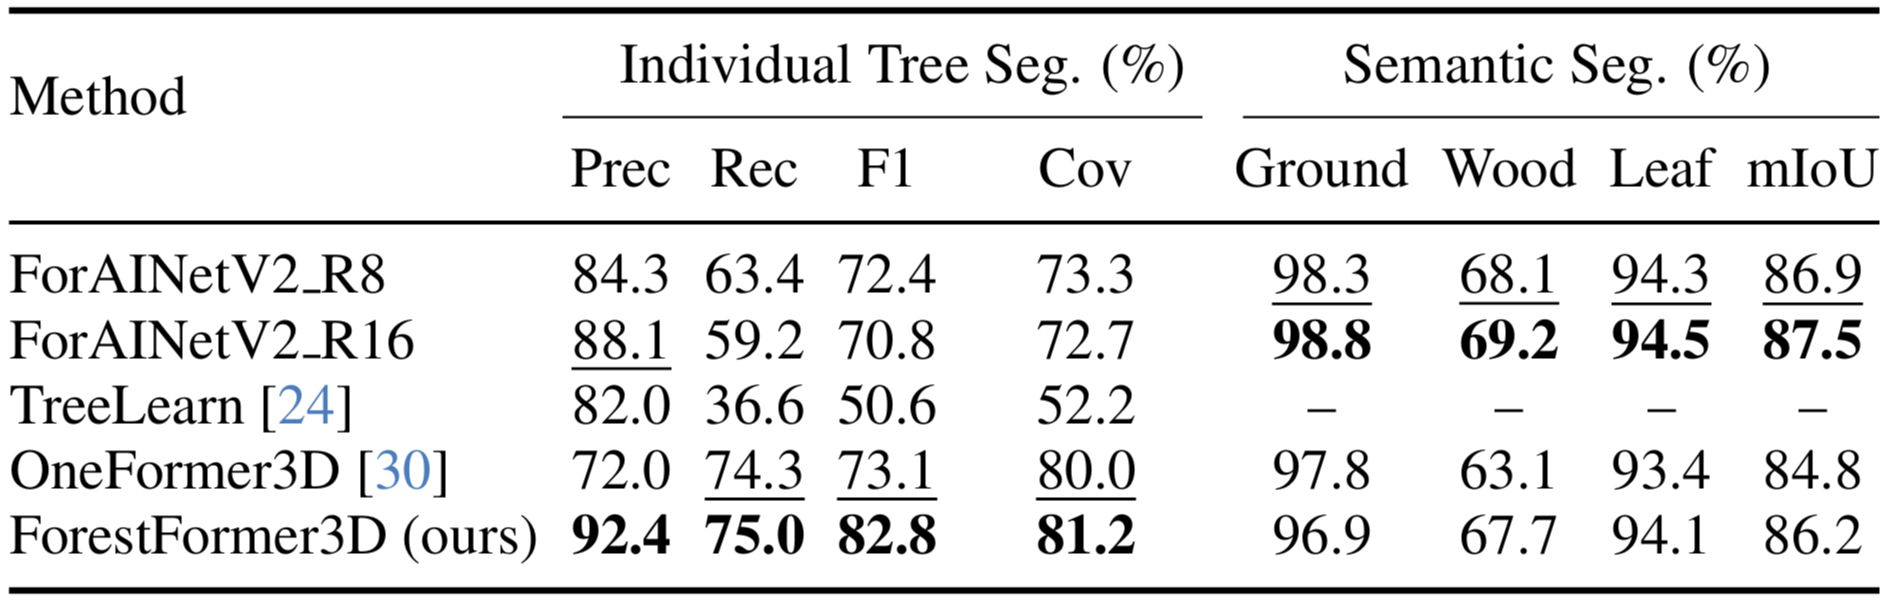 Method Individual Tree Seg. (%) Semantic Seg. (%)
Prec Rec F1 Cov Ground Wood Leaf mIoU
ForAINetV2_R8 84.3 63.4 72.4 73.3 98.3 68.1 94.3 86.9
ForAINetV2_R16 88.1 59.2 70.8 72.7 98.8 69.2 94.5 87.5
TreeLearn [24] 82.0 36.6 50.6 52.2 – – – –
OneFormer3D [30] 72.0 74.3 73.1 80.0 97.8 63.1 93.4 84.8
ForestFormer3D (ours) 92.4 75.0 82.8 81.2 96.9 67.7 94.1 86.2